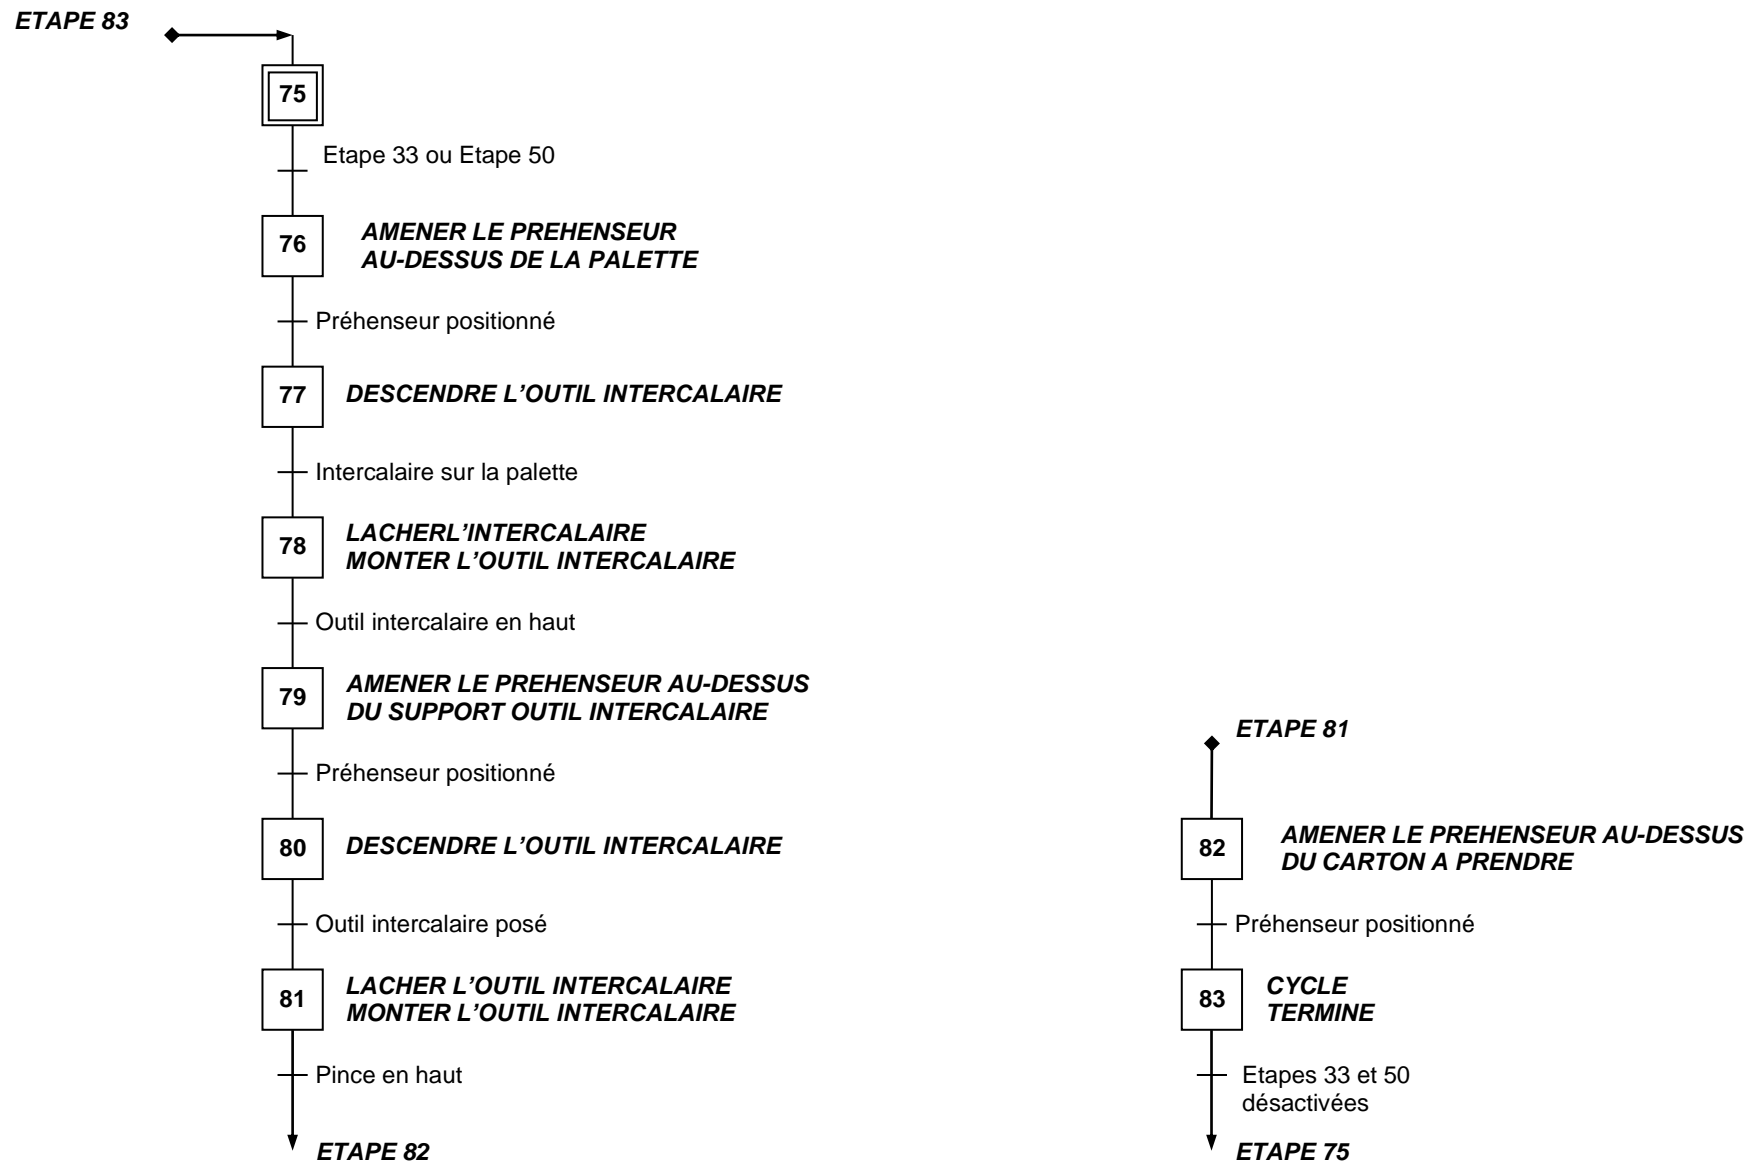 ETAPE 83
75
Etape 33 ou Etape 50
76
AMENER LE PREHENSEUR
AU-DESSUS DE LA PALETTE
Préhenseur positionné
77
DESCENDRE L’OUTIL INTERCALAIRE
Intercalaire sur la palette
78
LACHERL’INTERCALAIRE
MONTER L’OUTIL INTERCALAIRE
Outil intercalaire en haut
79
AMENER LE PREHENSEUR AU-DESSUS
DU SUPPORT OUTIL INTERCALAIRE
Préhenseur positionné
80
DESCENDRE L’OUTIL INTERCALAIRE
Outil intercalaire posé
81
LACHER L’OUTIL INTERCALAIRE
MONTER L’OUTIL INTERCALAIRE
Pince en haut
ETAPE 82
ETAPE 81
82
AMENER LE PREHENSEUR AU-DESSUS
DU CARTON A PRENDRE
Préhenseur positionné
83
CYCLE
TERMINE
Etapes 33 et 50
désactivées
ETAPE 75